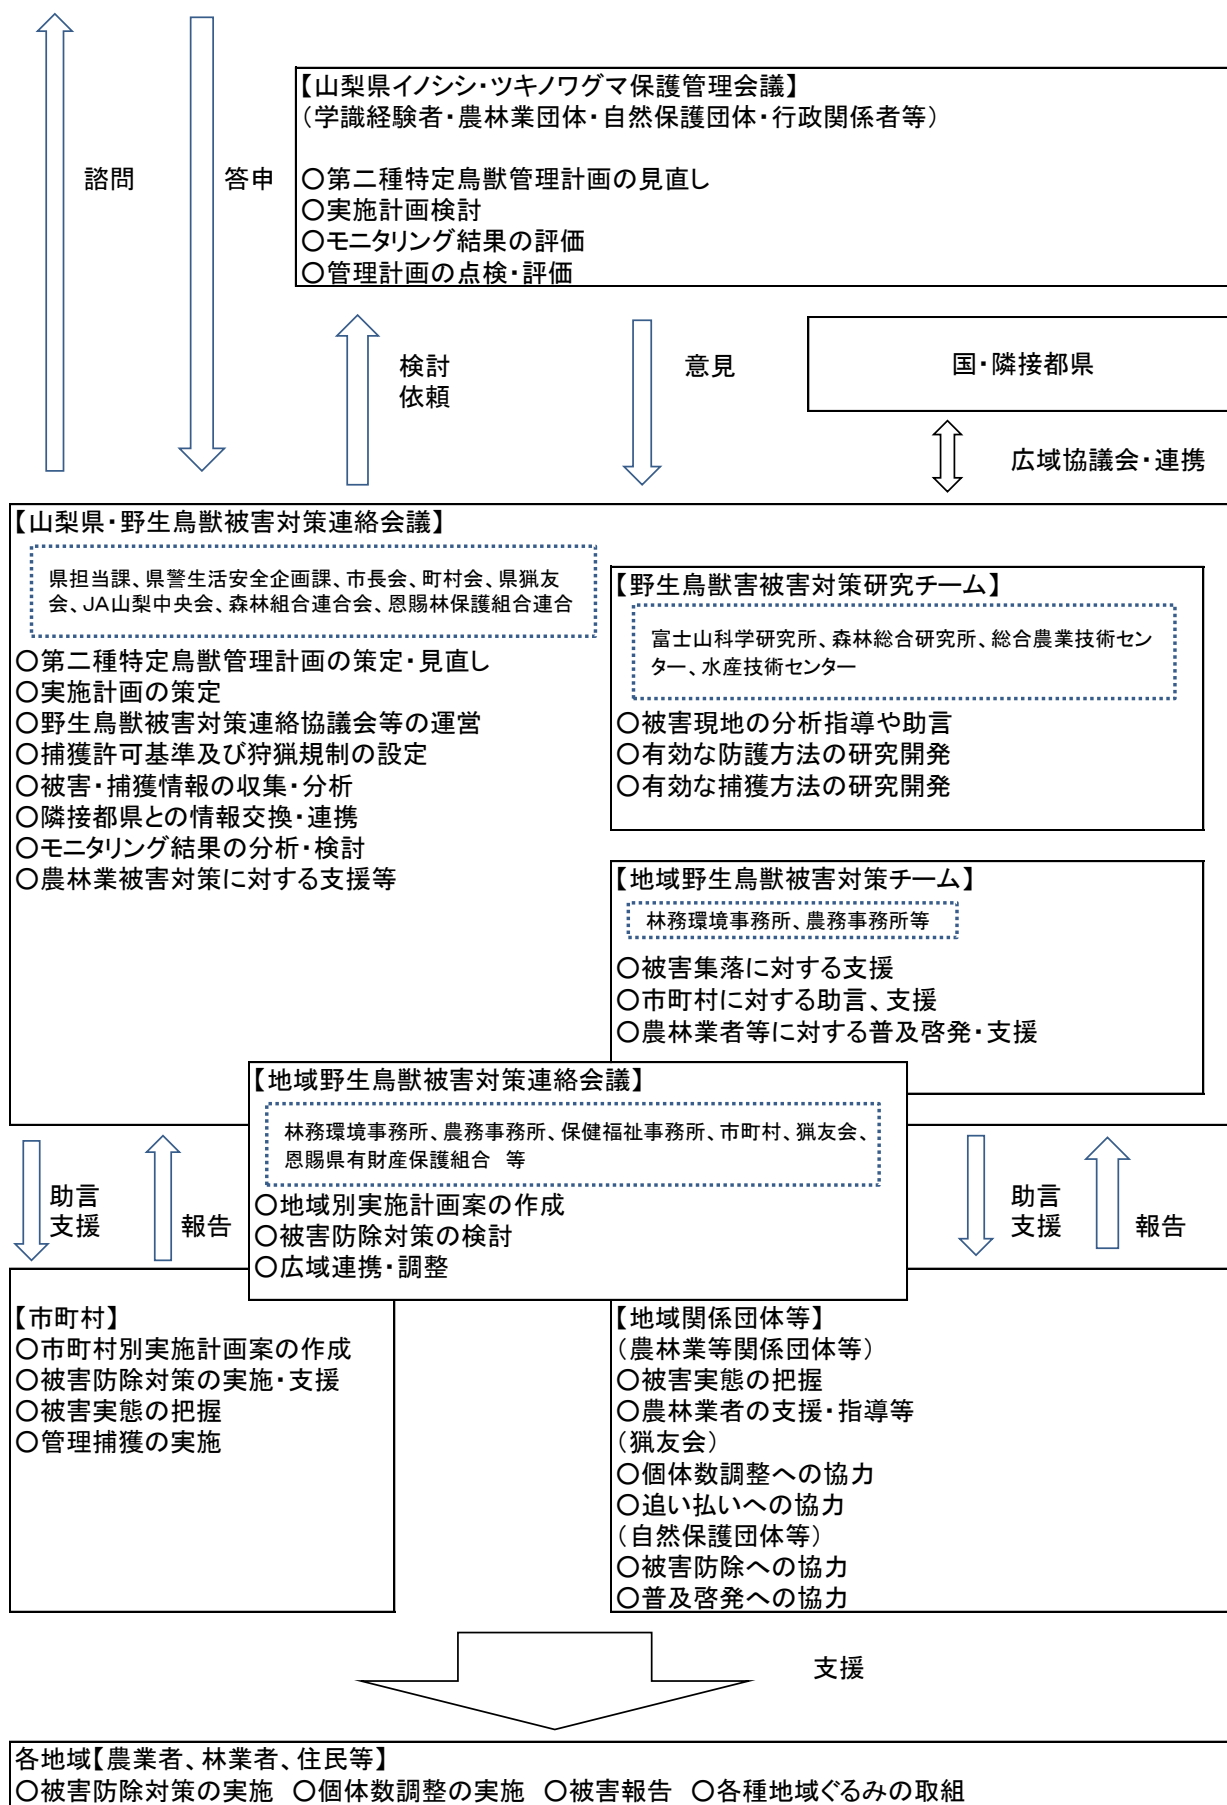 【山梨県イノシシ・ツキノワグマ保護管理会議】
（学識経験者・農林業団体・自然保護団体・行政関係者等）
諮問
答申
○第二種特定鳥獣管理計画の見直し
○実施計画検討
○モニタリング結果の評価
○管理計画の点検・評価
検討
依頼
意見
国・隣接都県
広域協議会・連携
【山梨県・野生鳥獣被害対策連絡会議】
県担当課、県警生活安全企画課、市長会、町村会、県猟友
会、JA山梨中央会、森林組合連合会、恩賜林保護組合連合
○第二種特定鳥獣管理計画の策定・見直し
○実施計画の策定
○野生鳥獣被害対策連絡協議会等の運営
○捕獲許可基準及び狩猟規制の設定
○被害・捕獲情報の収集・分析
○隣接都県との情報交換・連携
○モニタリング結果の分析・検討
○農林業被害対策に対する支援等
【野生鳥獣害被害対策研究チーム】
富士山科学研究所、森林総合研究所、総合農業技術セン
ター、水産技術センター
○被害現地の分析指導や助言
○有効な防護方法の研究開発
○有効な捕獲方法の研究開発
【地域野生鳥獣被害対策チーム】
林務環境事務所、農務事務所等
○被害集落に対する支援
○市町村に対する助言、支援
○農林業者等に対する普及啓発・支援
【地域野生鳥獣被害対策連絡会議】
林務環境事務所、農務事務所、保健福祉事務所、市町村、猟友会、
恩賜県有財産保護組合　等
○地域別実施計画案の作成
○被害防除対策の検討
○広域連携・調整
助言
支援
報告
助言
支援
報告
【市町村】
○市町村別実施計画案の作成
○被害防除対策の実施・支援
○被害実態の把握
○管理捕獲の実施
【地域関係団体等】
（農林業等関係団体等）
○被害実態の把握
○農林業者の支援・指導等
（猟友会）
○個体数調整への協力
○追い払いへの協力
（自然保護団体等）
○被害防除への協力
○普及啓発への協力
支援
各地域【農業者、林業者、住民等】
○被害防除対策の実施　○個体数調整の実施　○被害報告　○各種地域ぐるみの取組